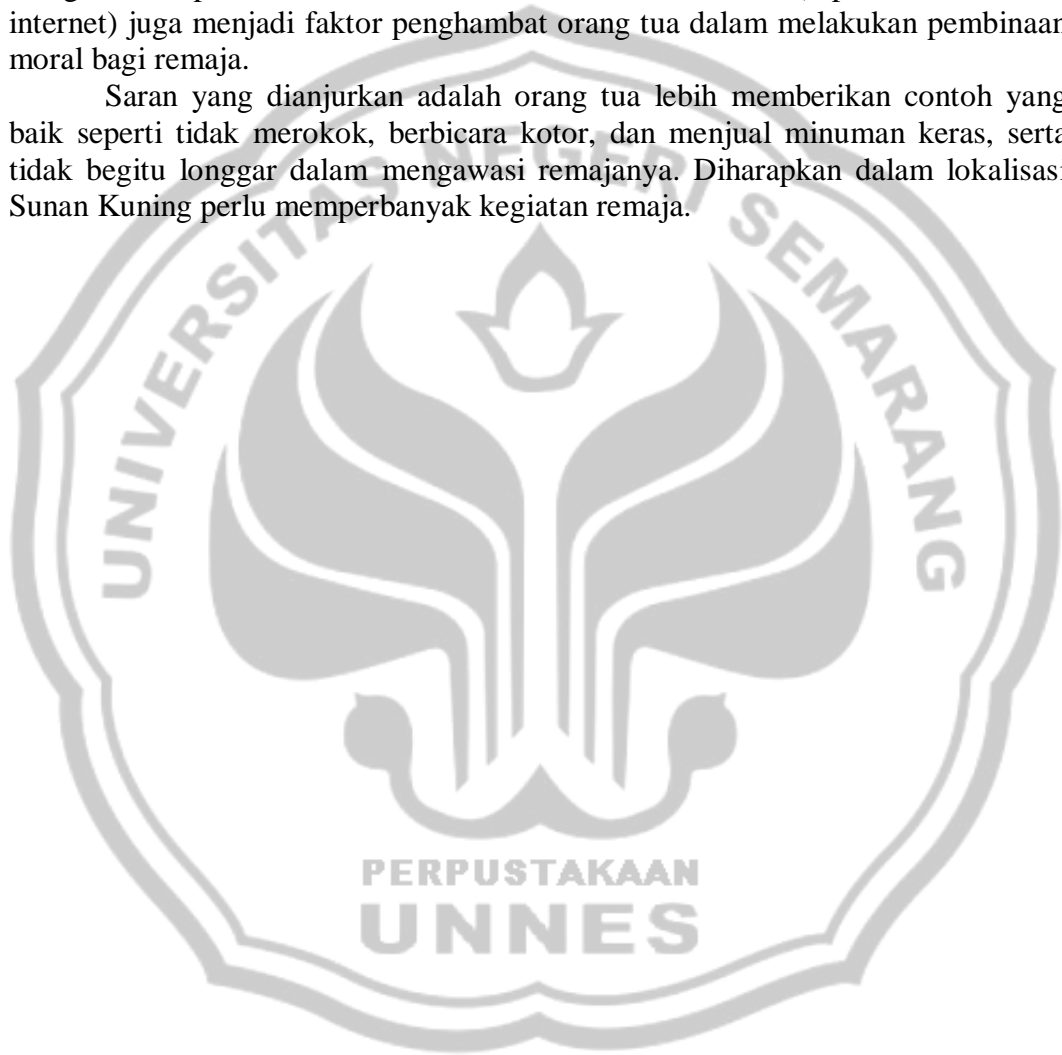 internet) juga menjadi faktor penghambat orang tua dalam melakukan pembinaan
moral bagi remaja.
Saran yang dianjurkan adalah orang tua lebih memberikan contoh yang
baik seperti tidak merokok, berbicara kotor, dan menjual minuman keras, serta
tidak begitu longgar dalam mengawasi remajanya. Diharapkan dalam lokalisasi
Sunan Kuning perlu memperbanyak kegiatan remaja.
UNIVERSITAS NEGERI SEMARANG
PERPUSTAKAAN
UNNES